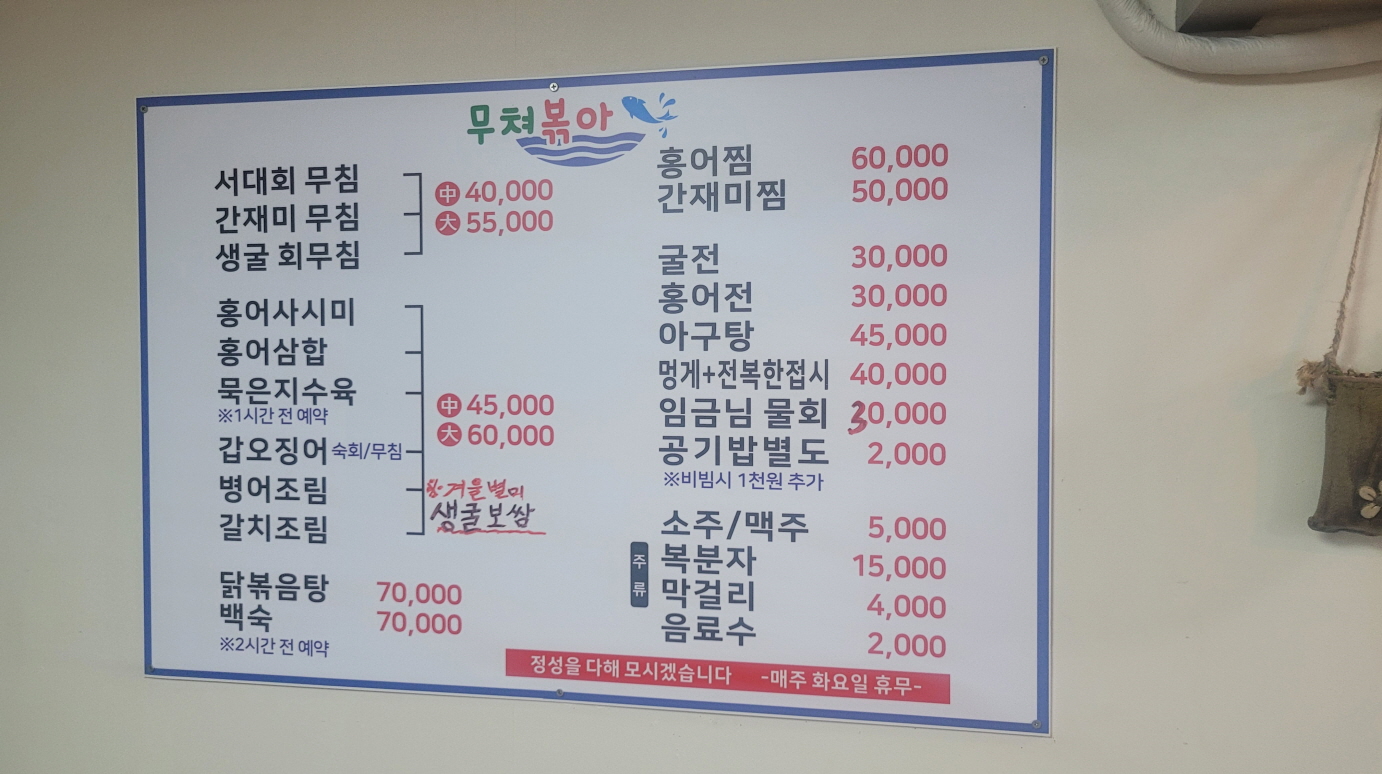 무쳐볶아
서대회 무침
간재미 무침
생굴 회무침
中 40,000
大 55,000
홍어사시미
홍어삼합
묵은지수육
※1시간 전 예약
갑오징어 숙회/무침
병어조림
갈치조림
中 45,000
大 60,000
겨울별미
생굴보쌈
닭볶음탕 70,000
백숙 70,000
※2시간 전 예약
홍어찜 60,000
간재미찜 50,000
굴전 30,000
홍어전 30,000
아구탕 45,000
멍게+전복한접시 40,000
임금님 물회 30,000
공기밥별도 2,000
※비빔시 1천원 추가
주류
소주/맥주 5,000
복분자 15,000
막걸리 4,000
음료수 2,000
정성을 다해 모시겠습니다 -매주 화요일 휴무-